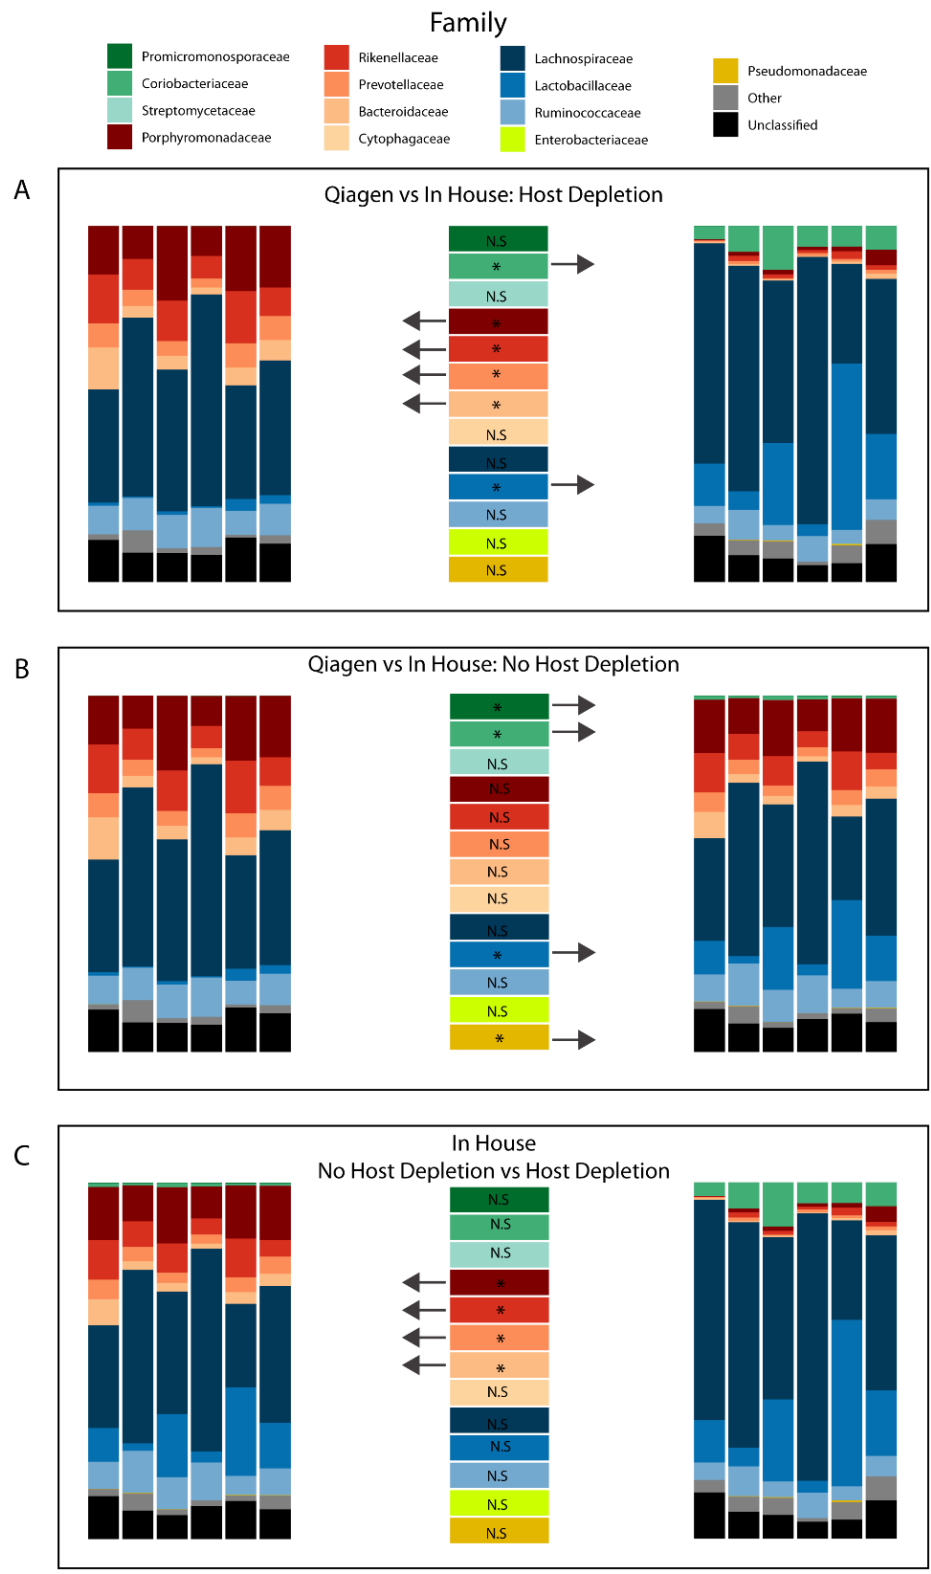 Family
Promicromonosporaceae
Coriobacteriaceae
Streptomycetaceae
Porphyromonadaceae
Rikenellaceae
Prevotellaceae
Bacteroidaceae
Cytophagaceae
Lachnospiraceae
Lactobacillaceae
Ruminococcaceae
Enterobacteriaceae
Pseudomonadaceae
Other
Unclassified
A
Qiagen vs In House: Host Depletion
N.S
*
N.S
*
*
*
*
N.S
N.S
*
N.S
N.S
N.S
B
Qiagen vs In House: No Host Depletion
*
*
N.S
N.S
N.S
N.S
N.S
N.S
N.S
*
N.S
N.S
*
C
In House
No Host Depletion vs Host Depletion
N.S
N.S
N.S
*
*
*
*
N.S
N.S
N.S
N.S
N.S
N.S